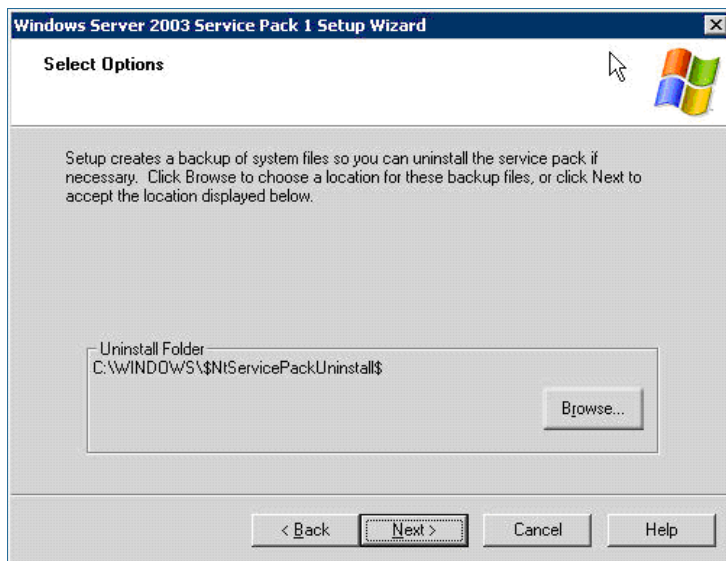 Windows Server 2003 Service Pack 1 Setup Wizard
Select Options
Setup creates a backup of system files so you can uninstall the service pack if
necessary. Click Browse to choose a location for these backup files, or click Next to
accept the location displayed below.
Uninstall Folder
C:\WINDOWS\$NtServicePackUninstall$
Browse...
< Back Next > Cancel Help